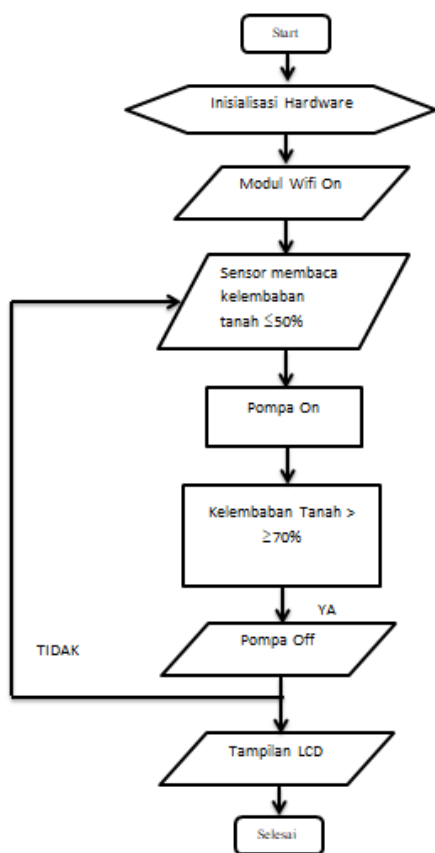 Start
Inisialisasi Hardware
Modul Wifi On
Sensor membaca
kelembaban
tanah ≤50%
Pompa On
Kelembaban Tanah >
≥70%
YA
Pompa Off
TIDAK
Tampilan LCD
Selesai